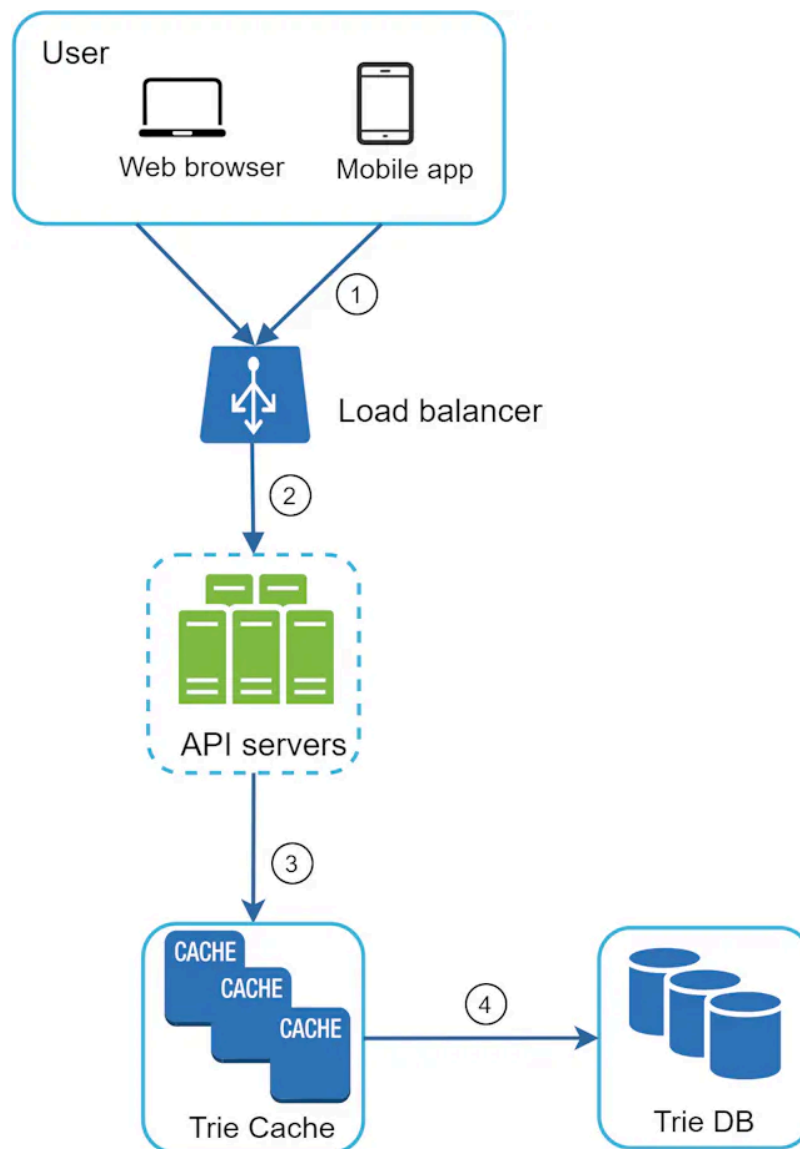 User
Web browser
Mobile app
1
Load balancer
2
API servers
3
CACHE
CACHE
CACHE
4
Trie Cache
Trie DB